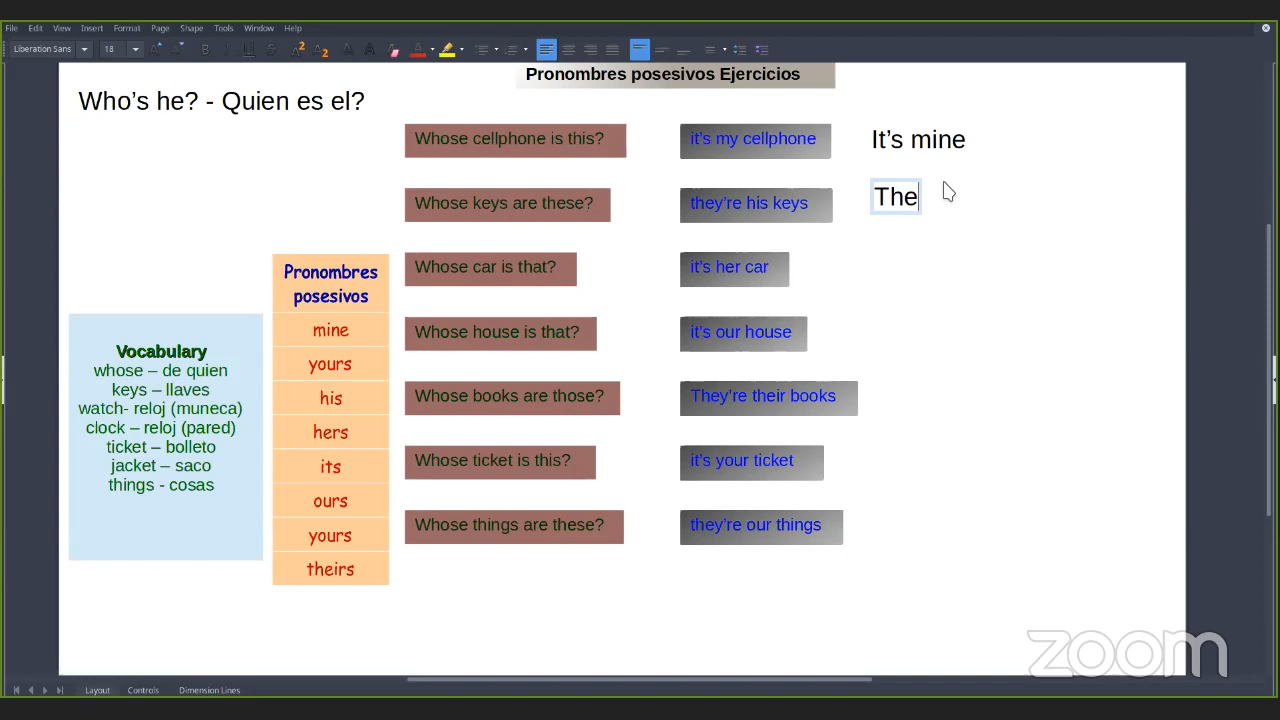 File Edit View Insert Format Page Shape Tools Window Help
Liberation Sans 18
Pronombres posesivos Ejercicios
Who's he? - Quien es el?
Whose cellphone is this? it's my cellphone It's mine
Whose keys are these? they're his keys The
Whose car is that? it's her car
Whose house is that? it's our house
Whose books are those? They're their books
Whose ticket is this? it's your ticket
Whose things are these? they're our things
Pronombres
posesivos
mine
yours
his
hers
its
ours
yours
theirs
Vocabulary
whose – de quien
keys – llaves
watch- reloj (muneca)
clock – reloj (pared)
ticket – bolleto
jacket – saco
things - cosas
zoom
Layout Controls Dimension Lines